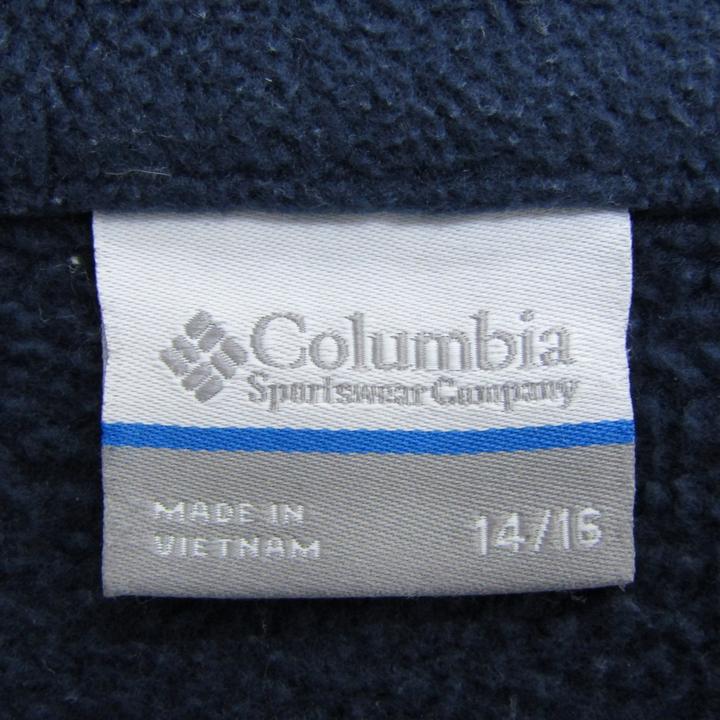 Columbia
Sportswear Company
MADE IN
VIETNAM
14/16